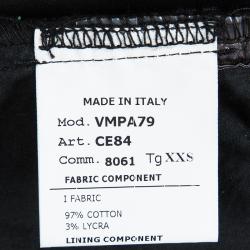 MADE IN ITALY
Mod. VMPA79
Art. CE84
Comm. 8061 Tg XXS
FABRIC COMPONENT
I FABRIC
97% COTTON
3% LYCRA
LINING COMPONENT